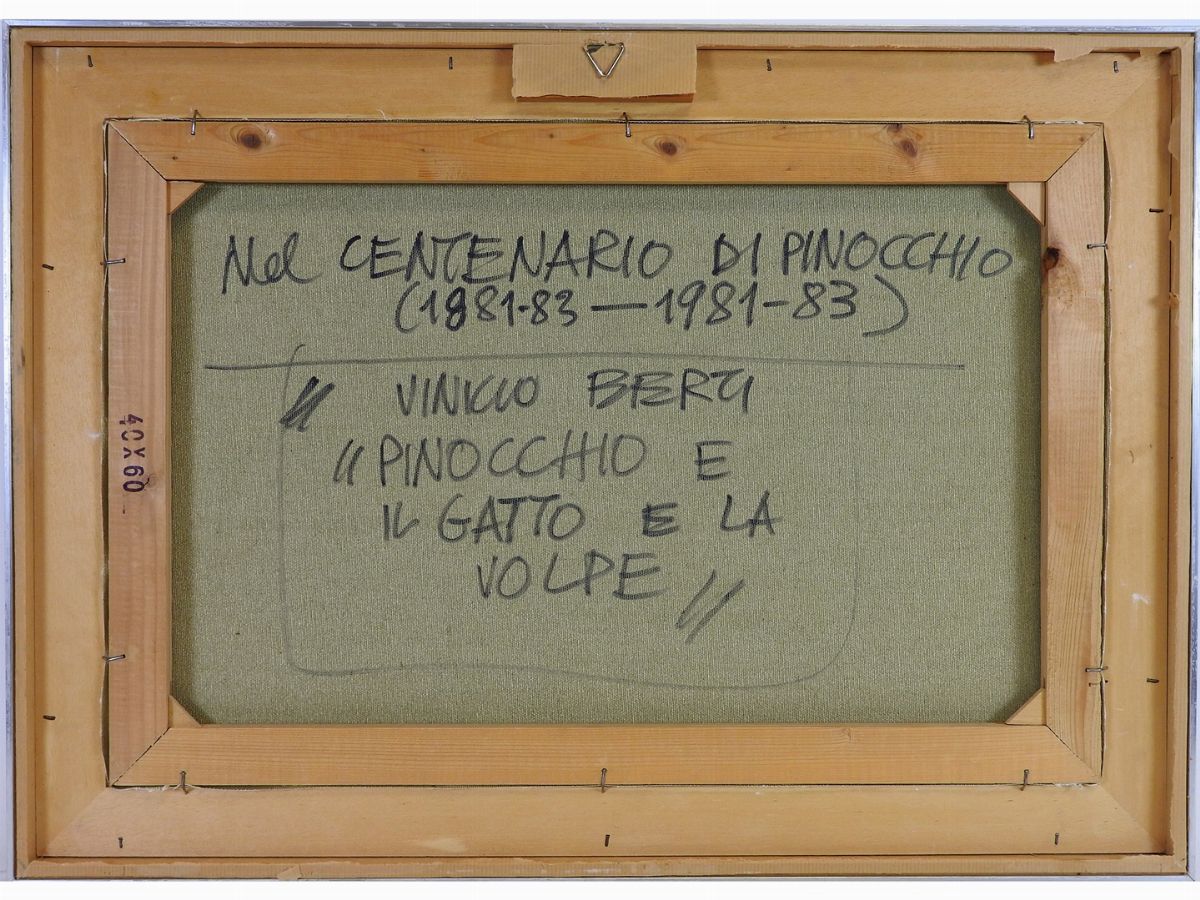 Nel CENTENARIO DI PINOCCHIO
(1881-83 — 1981-83)
" VINICIO BERTI
"PINOCCHIO E
IL GATTO E LA
VOLPE"
40X60